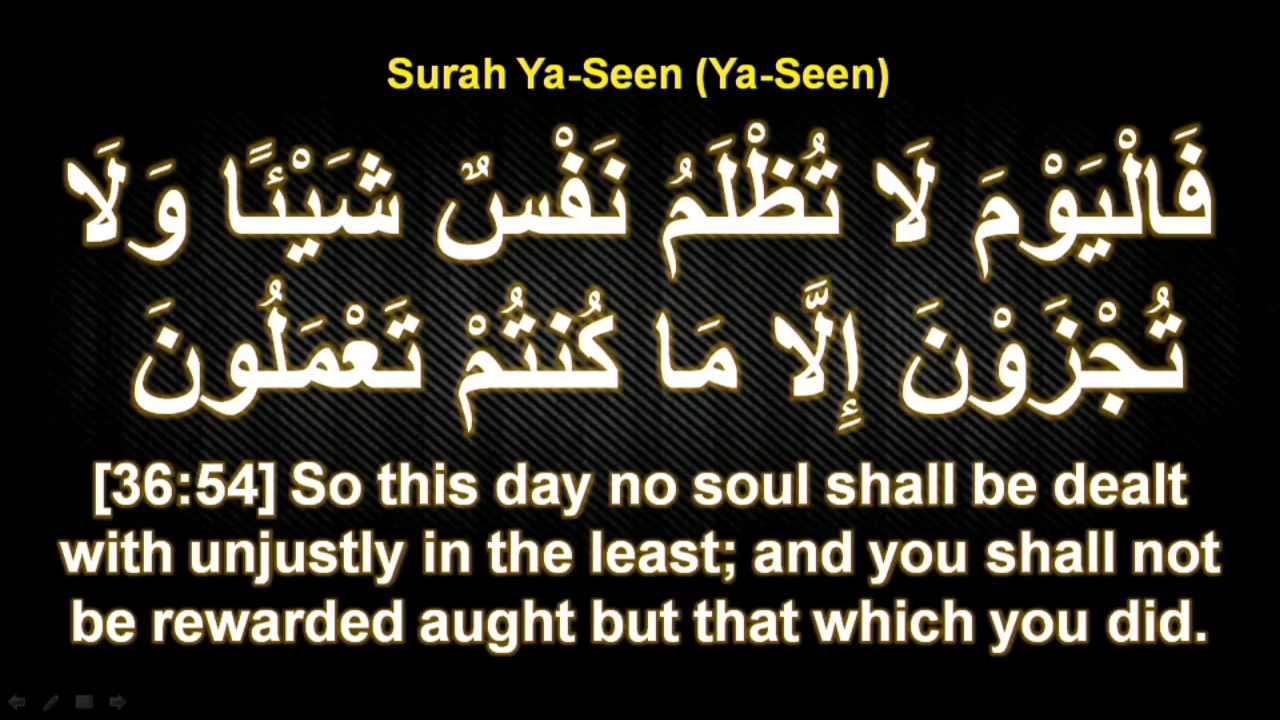 Surah Ya-Seen (Ya-Seen)
فَالْيَوْمَ لَا تُظْلَمُ نَفْسٌ شَيْئًا وَلَا
تُجْزَوْنَ إِلَّا مَا كُنتُمْ تَعْمَلُونَ
[36:54] So this day no soul shall be dealt
with unjustly in the least; and you shall not
be rewarded aught but that which you did.